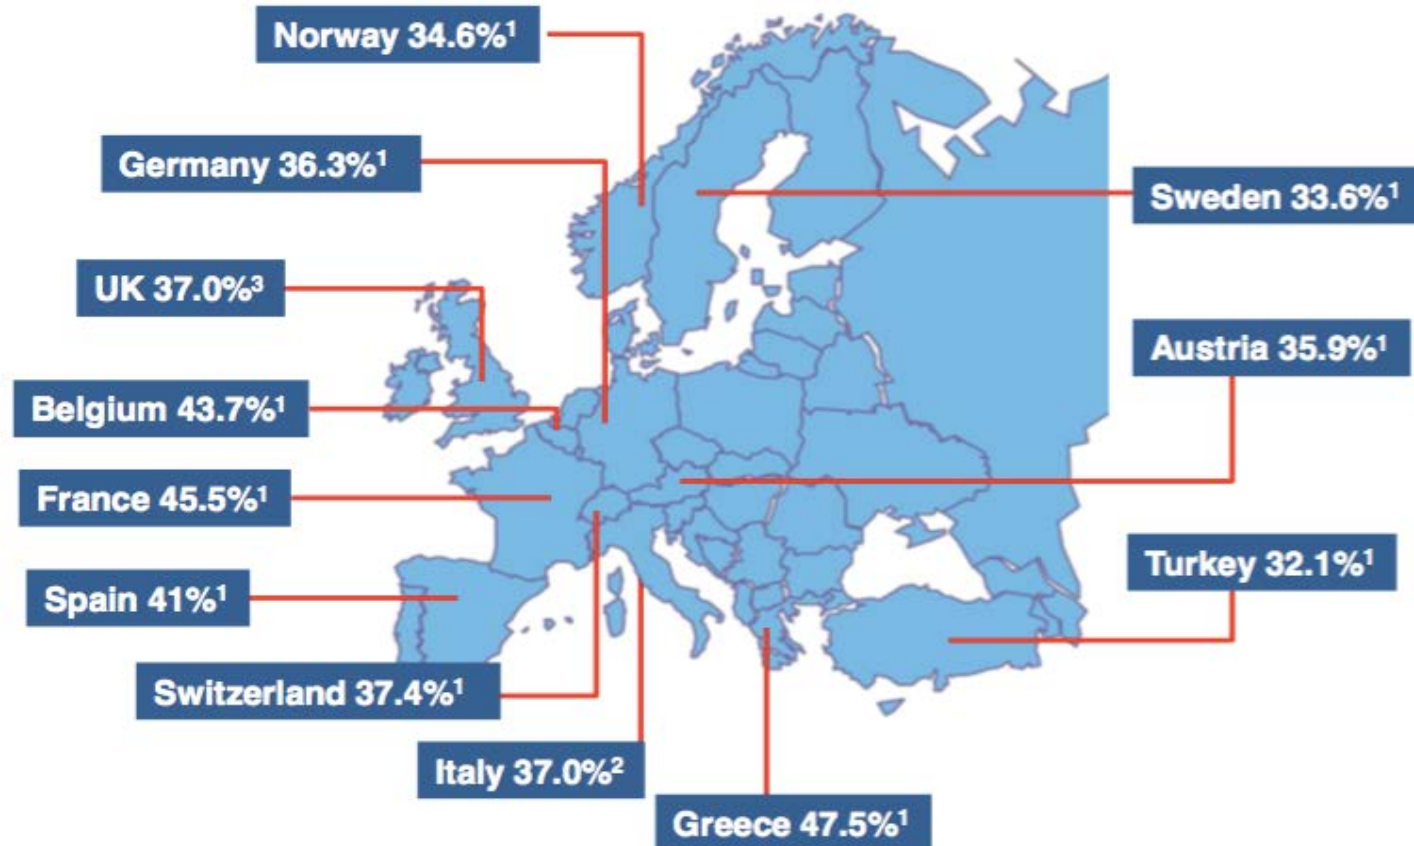 Norway 34.6%¹
Germany 36.3%¹
Sweden 33.6%¹
UK 37.0%³
Austria 35.9%¹
Belgium 43.7%¹
France 45.5%¹
Turkey 32.1%¹
Spain 41%¹
Switzerland 37.4%¹
Italy 37.0%²
Greece 47.5%¹